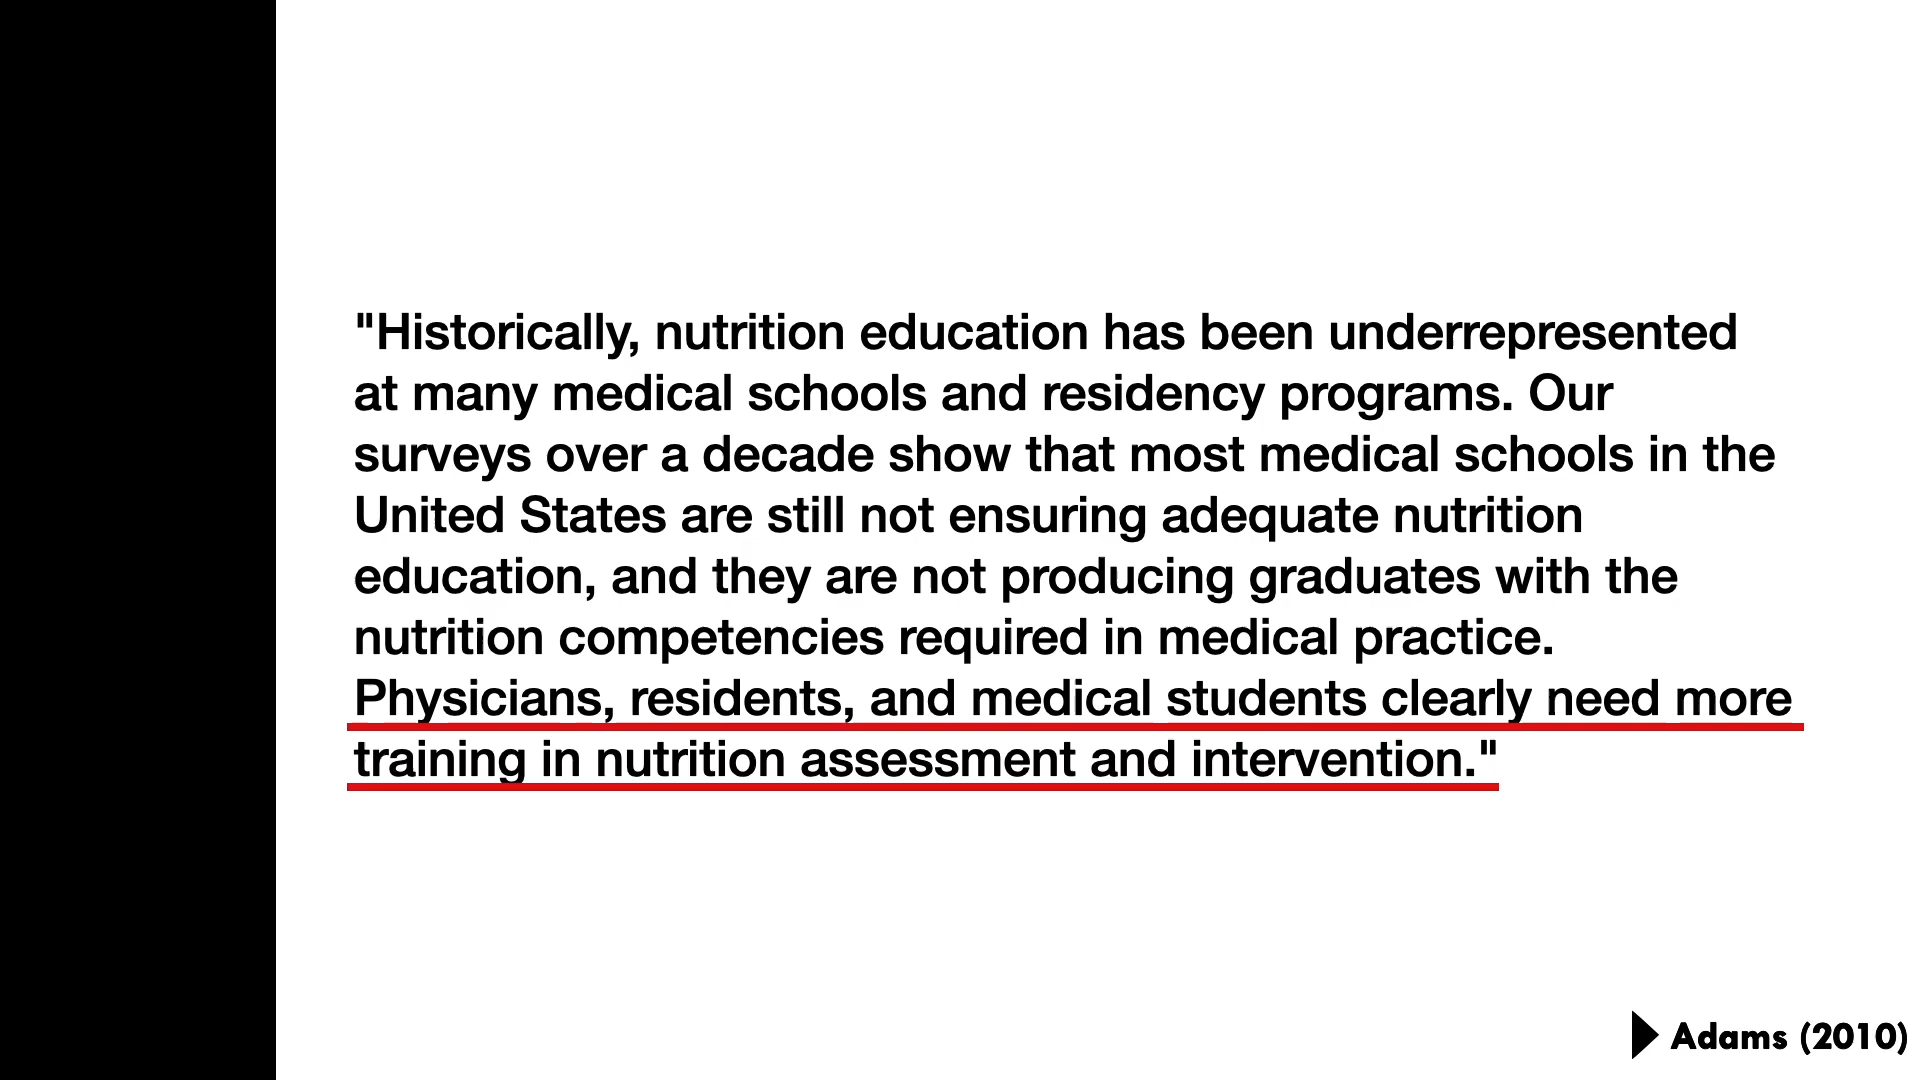 "Historically, nutrition education has been underrepresented
at many medical schools and residency programs. Our
surveys over a decade show that most medical schools in the
United States are still not ensuring adequate nutrition
education, and they are not producing graduates with the
nutrition competencies required in medical practice.
Physicians, residents, and medical students clearly need more
training in nutrition assessment and intervention."
Adams (2010)